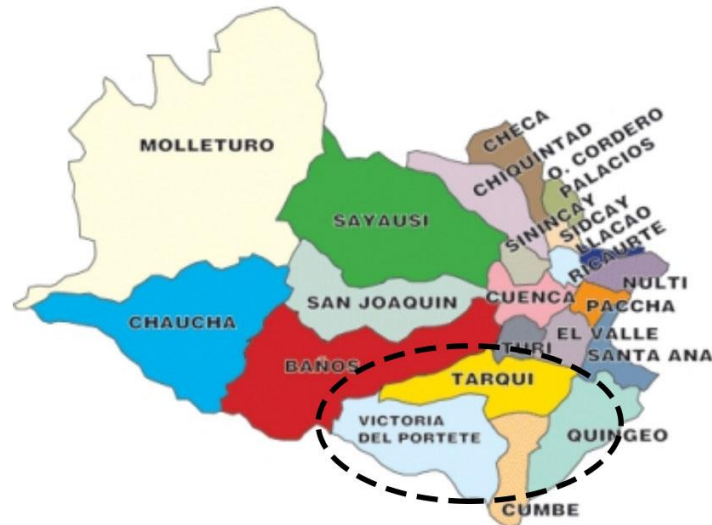 CHECA
CHIQUINTAD
O. CORDERO
PALACIOS
MOLLETURO
SININCAY
SIDCAY
LLACAO
SAYAUSI
RICAURTE
NULTI
SAN JOAQUIN
CUENCA
PACCHA
CHAUCHA
EL VALLE
TURI
SANTA ANA
BAÑOS
TARQUI
VICTORIA
DEL PORTETE
QUINGEO
CUMBE